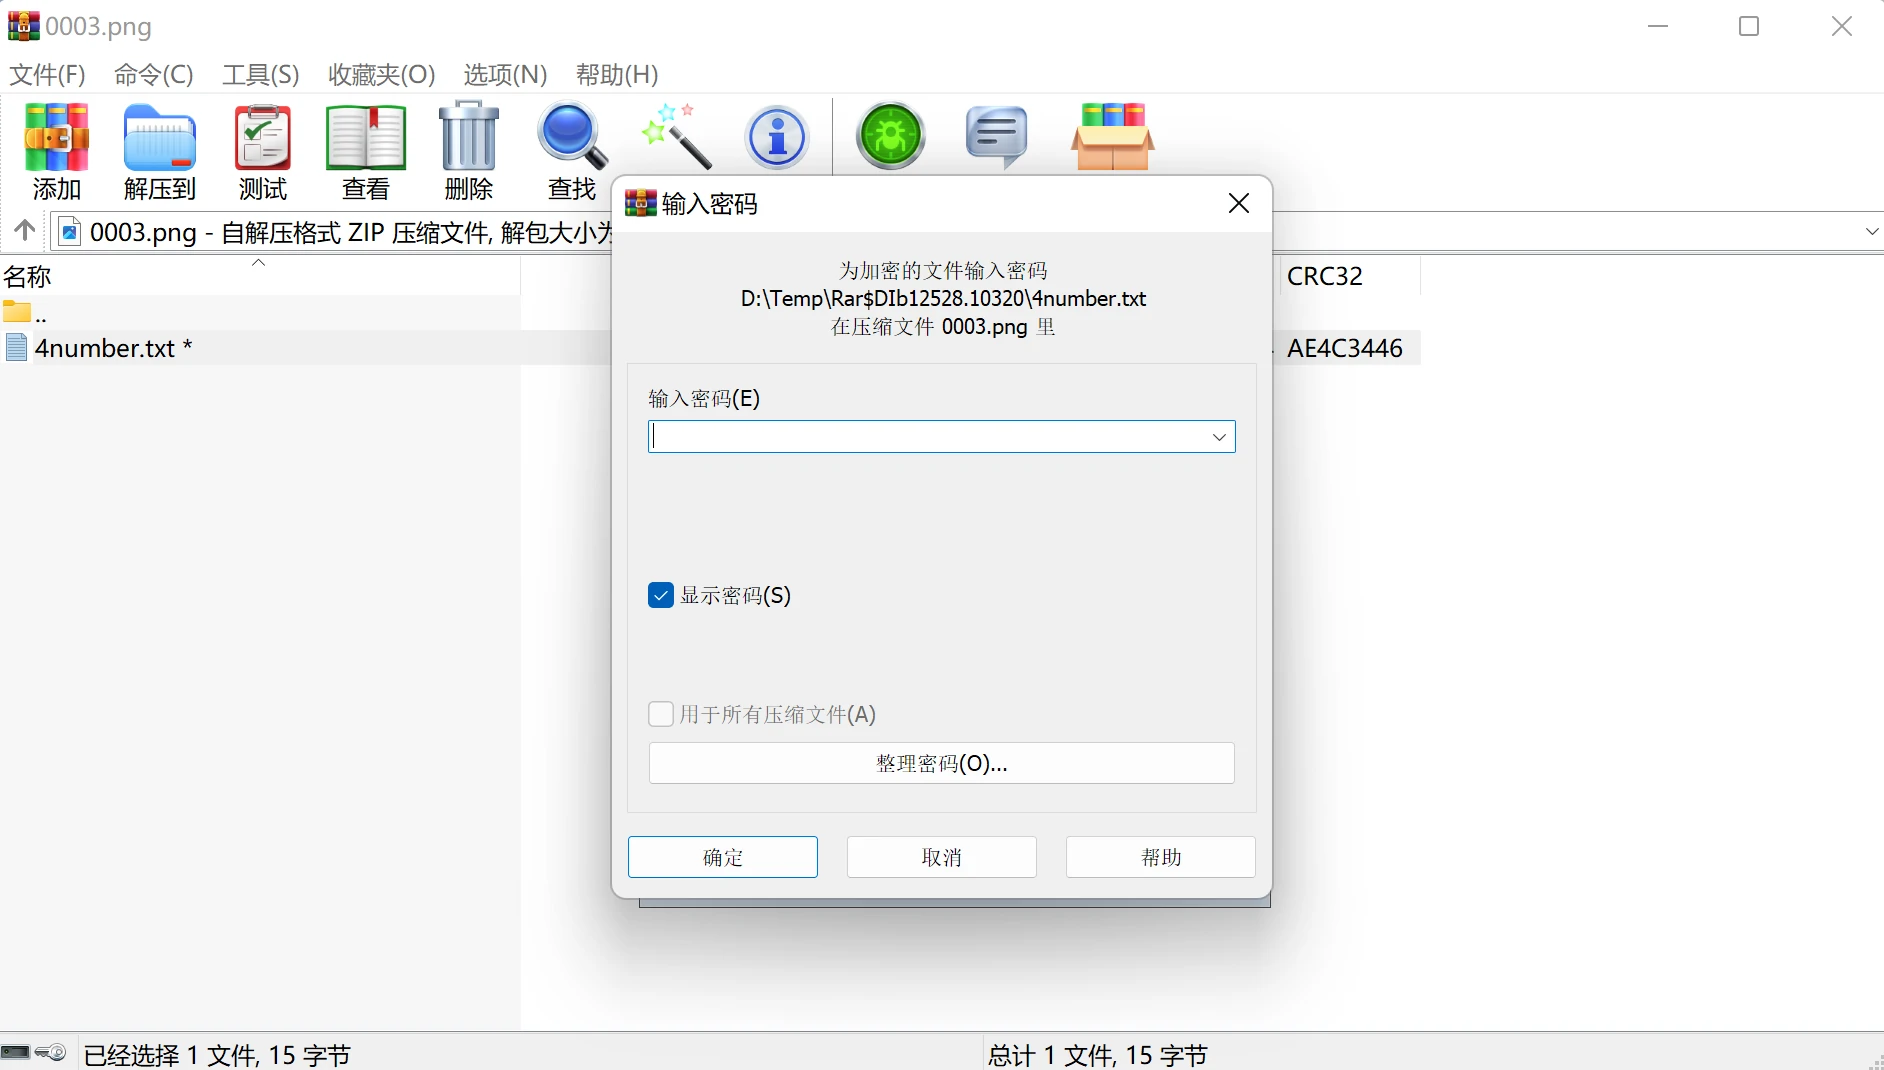 0003.png
文件(F) 命令(C) 工具(S) 收藏夹(O) 选项(N) 帮助(H)
添加 解压到 测试 查看 删除 查找
0003.png - 自解压格式 ZIP 压缩文件, 解包大小为
名称 CRC32
..
4number.txt * AE4C3446
输入密码
为加密的文件输入密码
D:\Temp\Rar$DIb12528.10320\4number.txt
在压缩文件 0003.png 里
输入密码(E)
显示密码(S)
用于所有压缩文件(A)
整理密码(O)...
确定 取消 帮助
已经选择 1 文件, 15 字节 总计 1 文件, 15 字节